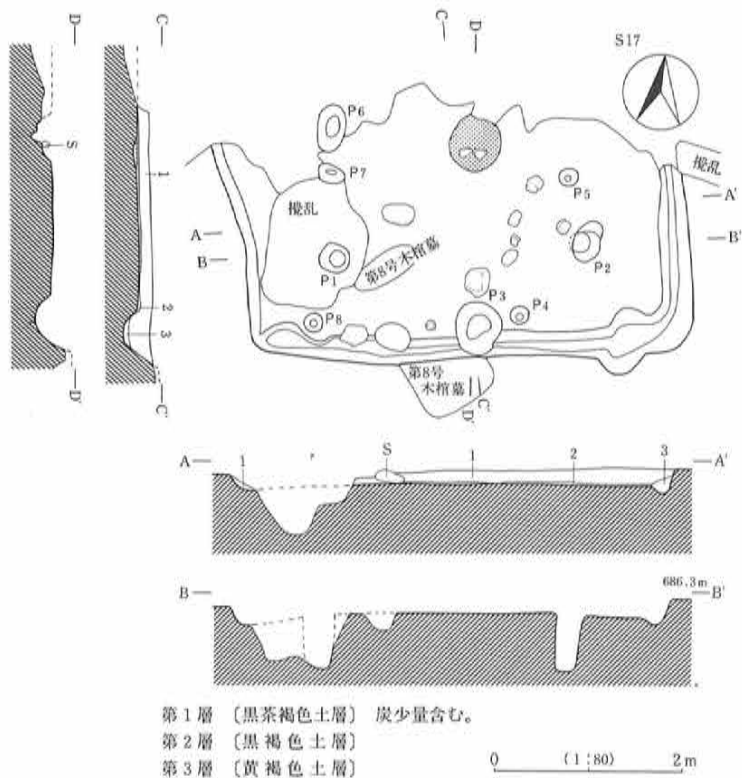 D
C
C
D
S17
P6
S
1
P7
P5
攪乱
攪乱
A
A'
B
B'
P1
第8号木棺墓
P2
P3
P4
P8
2
3
第8号
木棺墓
C'
D'
D'
C'
A
1
S
1
2
3
A'
686.3m
B
B'
第1層 〔黒茶褐色土層〕 炭少量含む。
第2層 〔黒褐色土層〕
第3層 〔黄褐色土層〕
0 (1:80) 2m